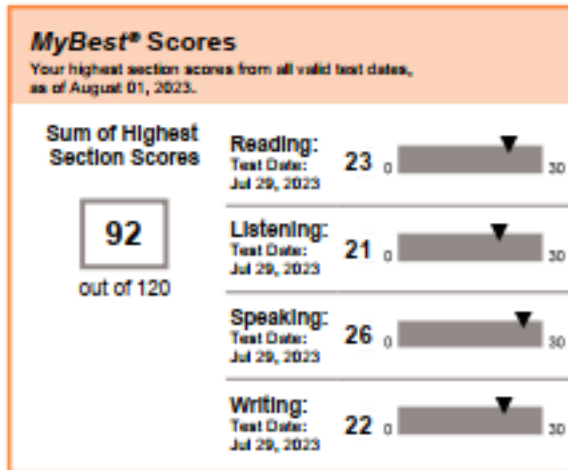 MyBest® Scores
Your highest section scores from all valid test dates,
as of August 01, 2023.
Sum of Highest
Section Scores
92
out of 120
Reading:
Test Date:
Jul 29, 2023
23
0
30
Listening:
Test Date:
Jul 29, 2023
21
0
30
Speaking:
Test Date:
Jul 29, 2023
26
0
30
Writing:
Test Date:
Jul 29, 2023
22
0
30